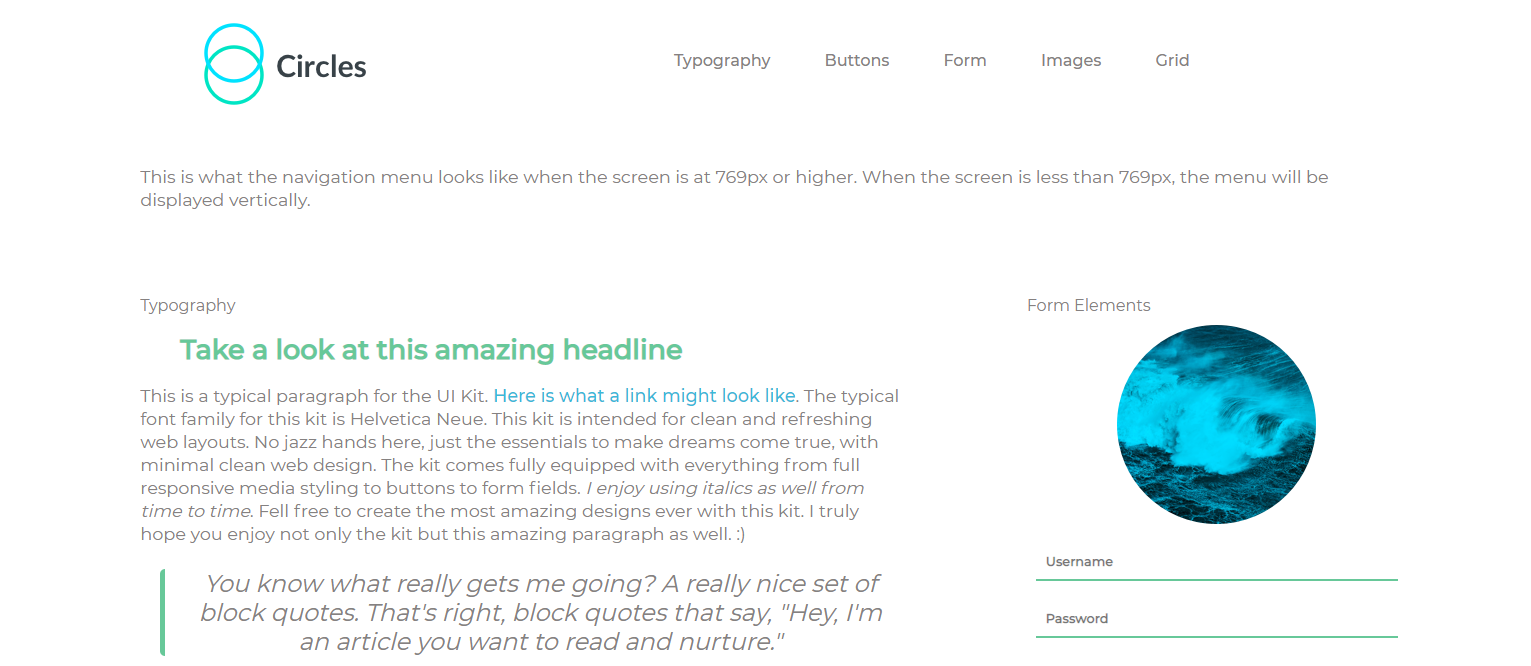 Circles
Typography Buttons Form Images Grid
This is what the navigation menu looks like when the screen is at 769px or higher. When the screen is less than 769px, the menu will be
displayed vertically.
Typography
Take a look at this amazing headline
This is a typical paragraph for the UI Kit. Here is what a link might look like. The typical
font family for this kit is Helvetica Neue. This kit is intended for clean and refreshing
web layouts. No jazz hands here, just the essentials to make dreams come true, with
minimal clean web design. The kit comes fully equipped with everything from full
responsive media styling to buttons to form fields. I enjoy using italics as well from
time to time. Fell free to create the most amazing designs ever with this kit. I truly
hope you enjoy not only the kit but this amazing paragraph as well. :)
You know what really gets me going? A really nice set of
block quotes. That's right, block quotes that say, "Hey, I'm
an article you want to read and nurture."
Form Elements
Username
Password